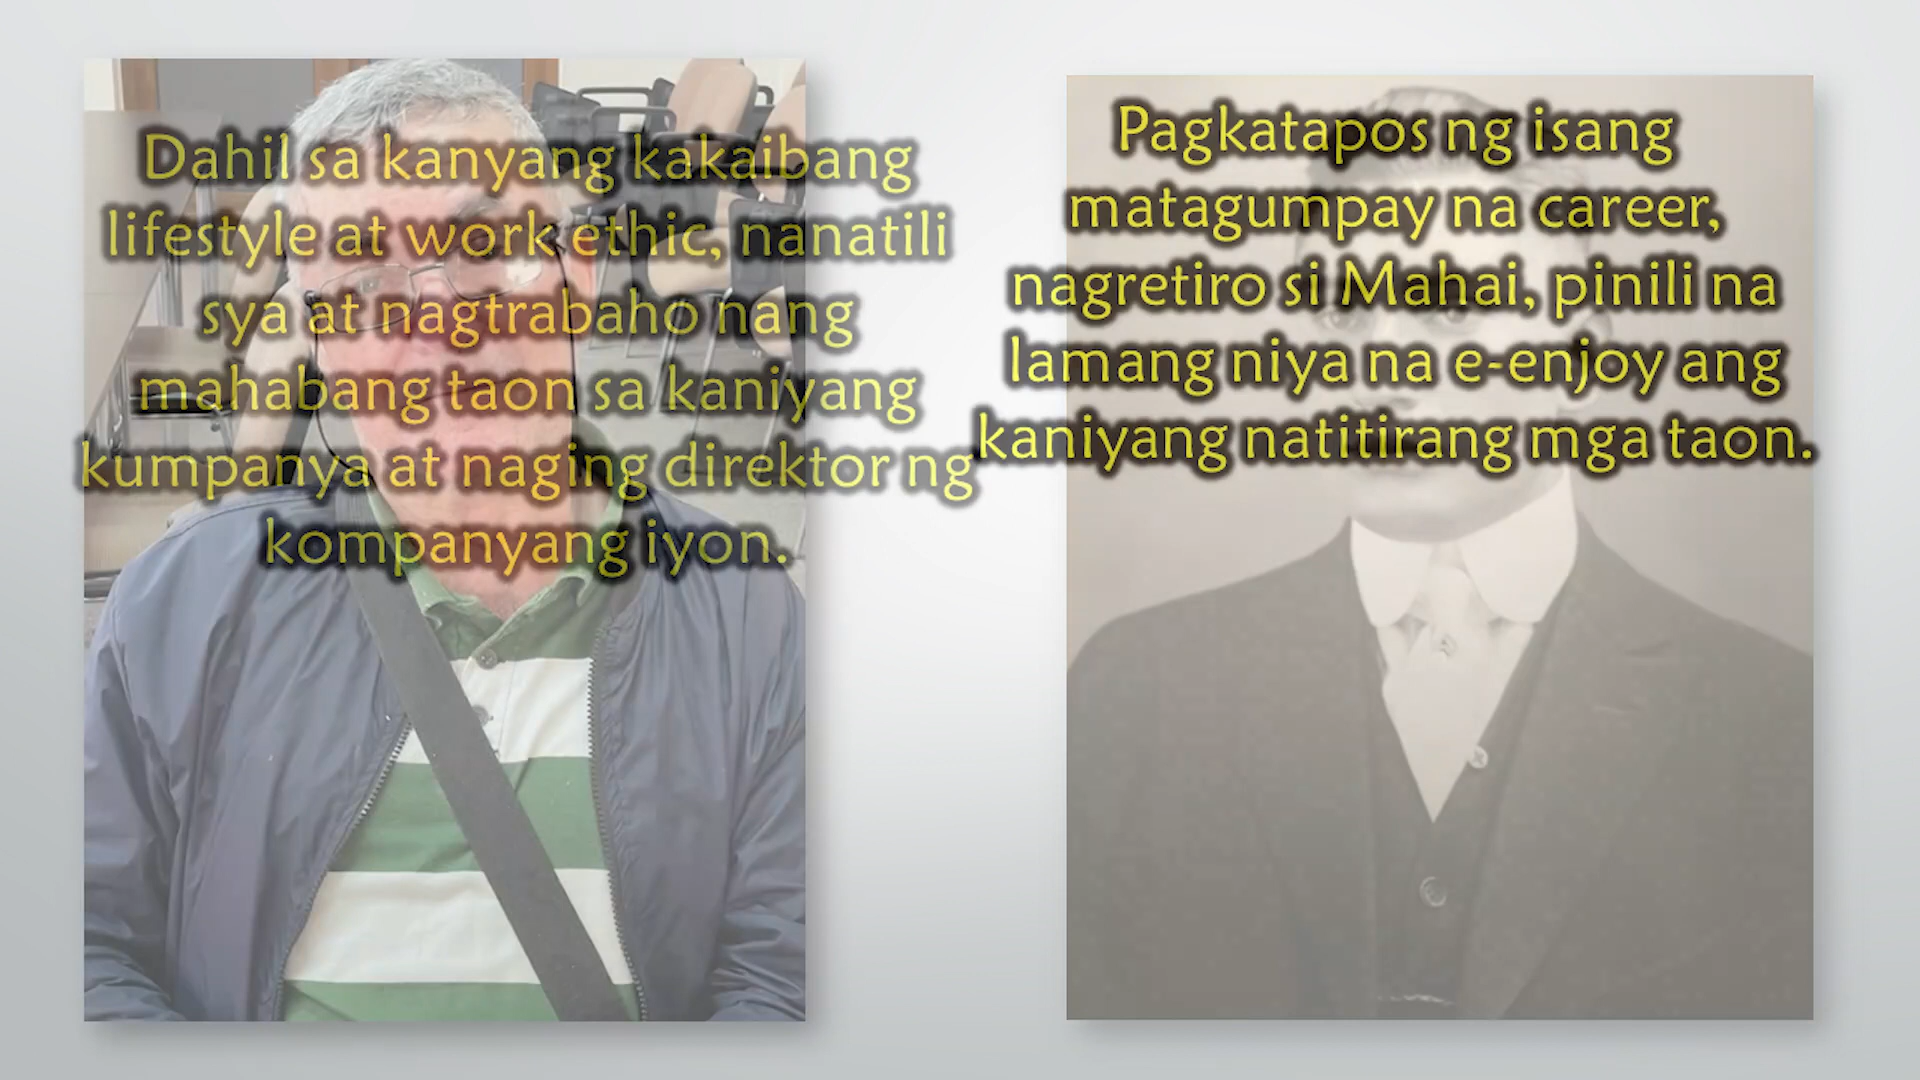 Dahil sa kanyang kakaibang
lifestyle at work ethic, nanatili
sya at nagtrabaho nang
mahabang taon sa kaniyang
kumpanya at naging direktor ng
kompanyang iyon.
Pagkatapos ng isang
matagumpay na career,
nagretiro si Mahai, pinili na
lamang niya na e-enjoy ang
kaniyang natitirang mga taon.